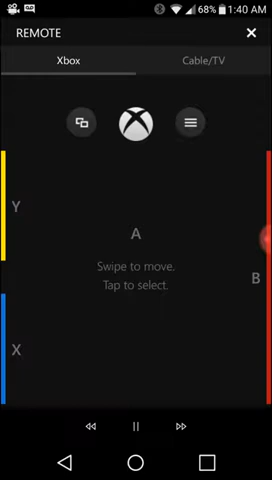 68% 1:40 AM
REMOTE
Xbox Cable/TV
Y
A
Swipe to move.
Tap to select.
B
X